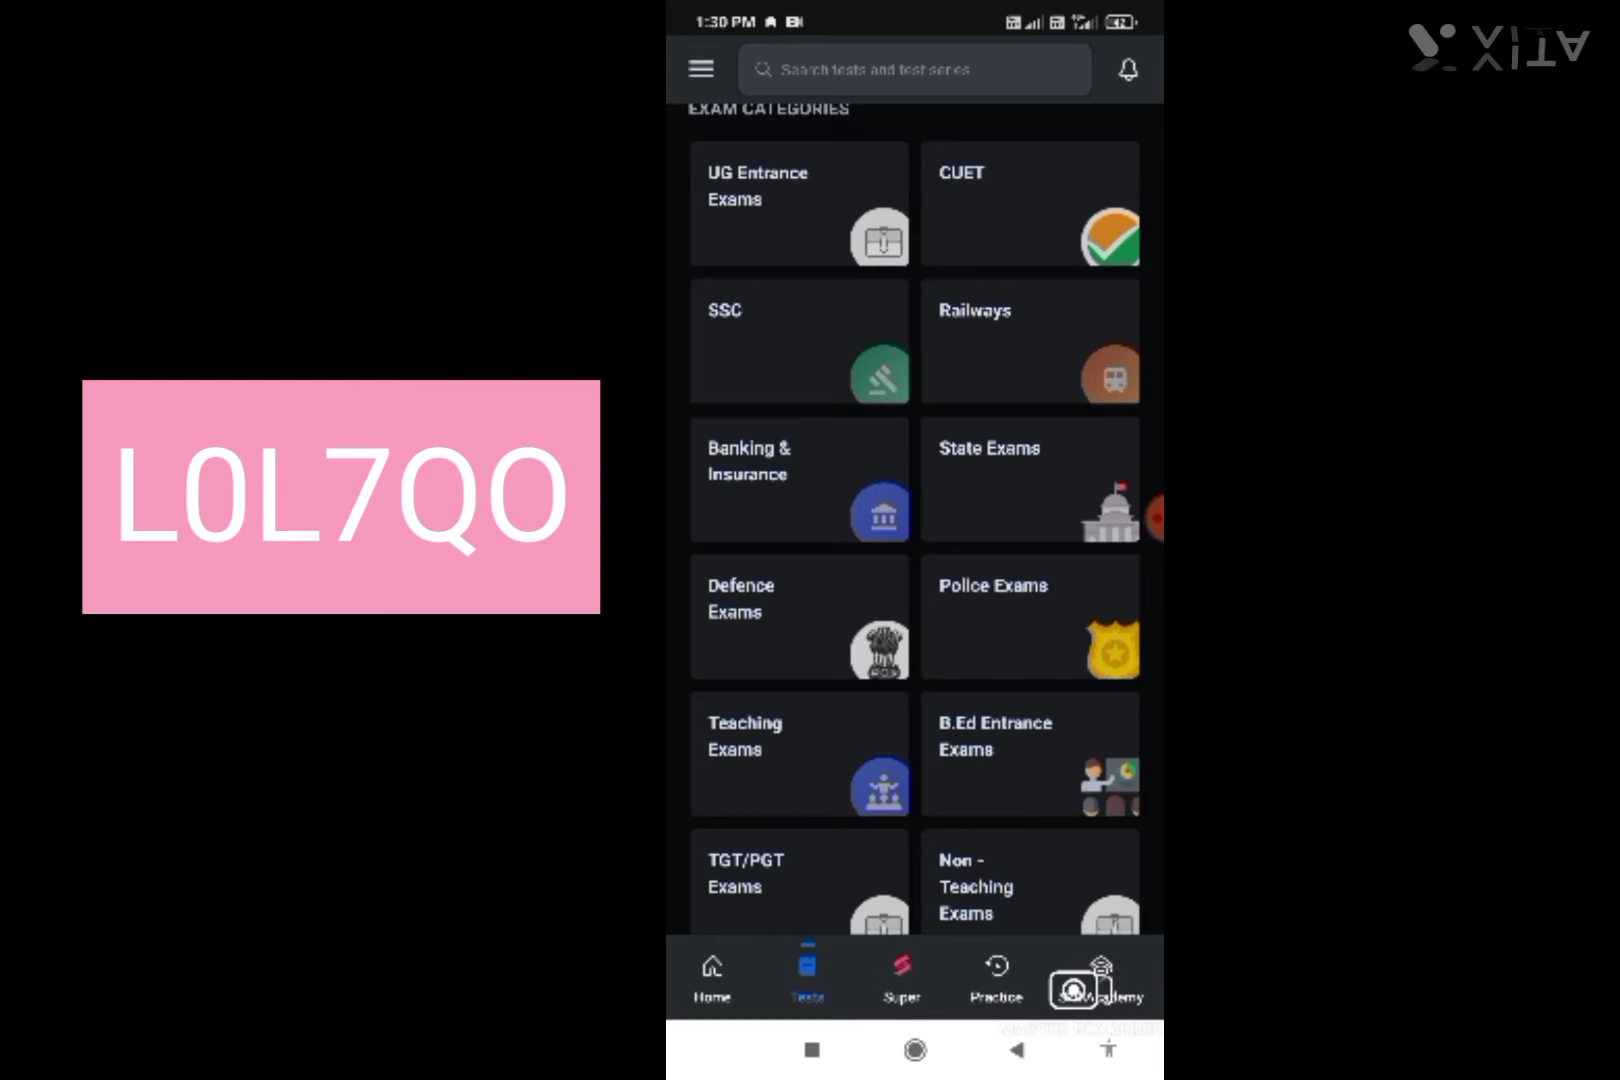 1:30 PM
XITA
Search tests and test series
EXAM CATEGORIES
UG Entrance
Exams
CUET
L0L7QO
SSC
Railways
Banking &
Insurance
State Exams
Defence
Exams
Police Exams
Teaching
Exams
B.Ed Entrance
Exams
TGT/PGT
Exams
Non -
Teaching
Exams
Home
Tests
Super
Practice